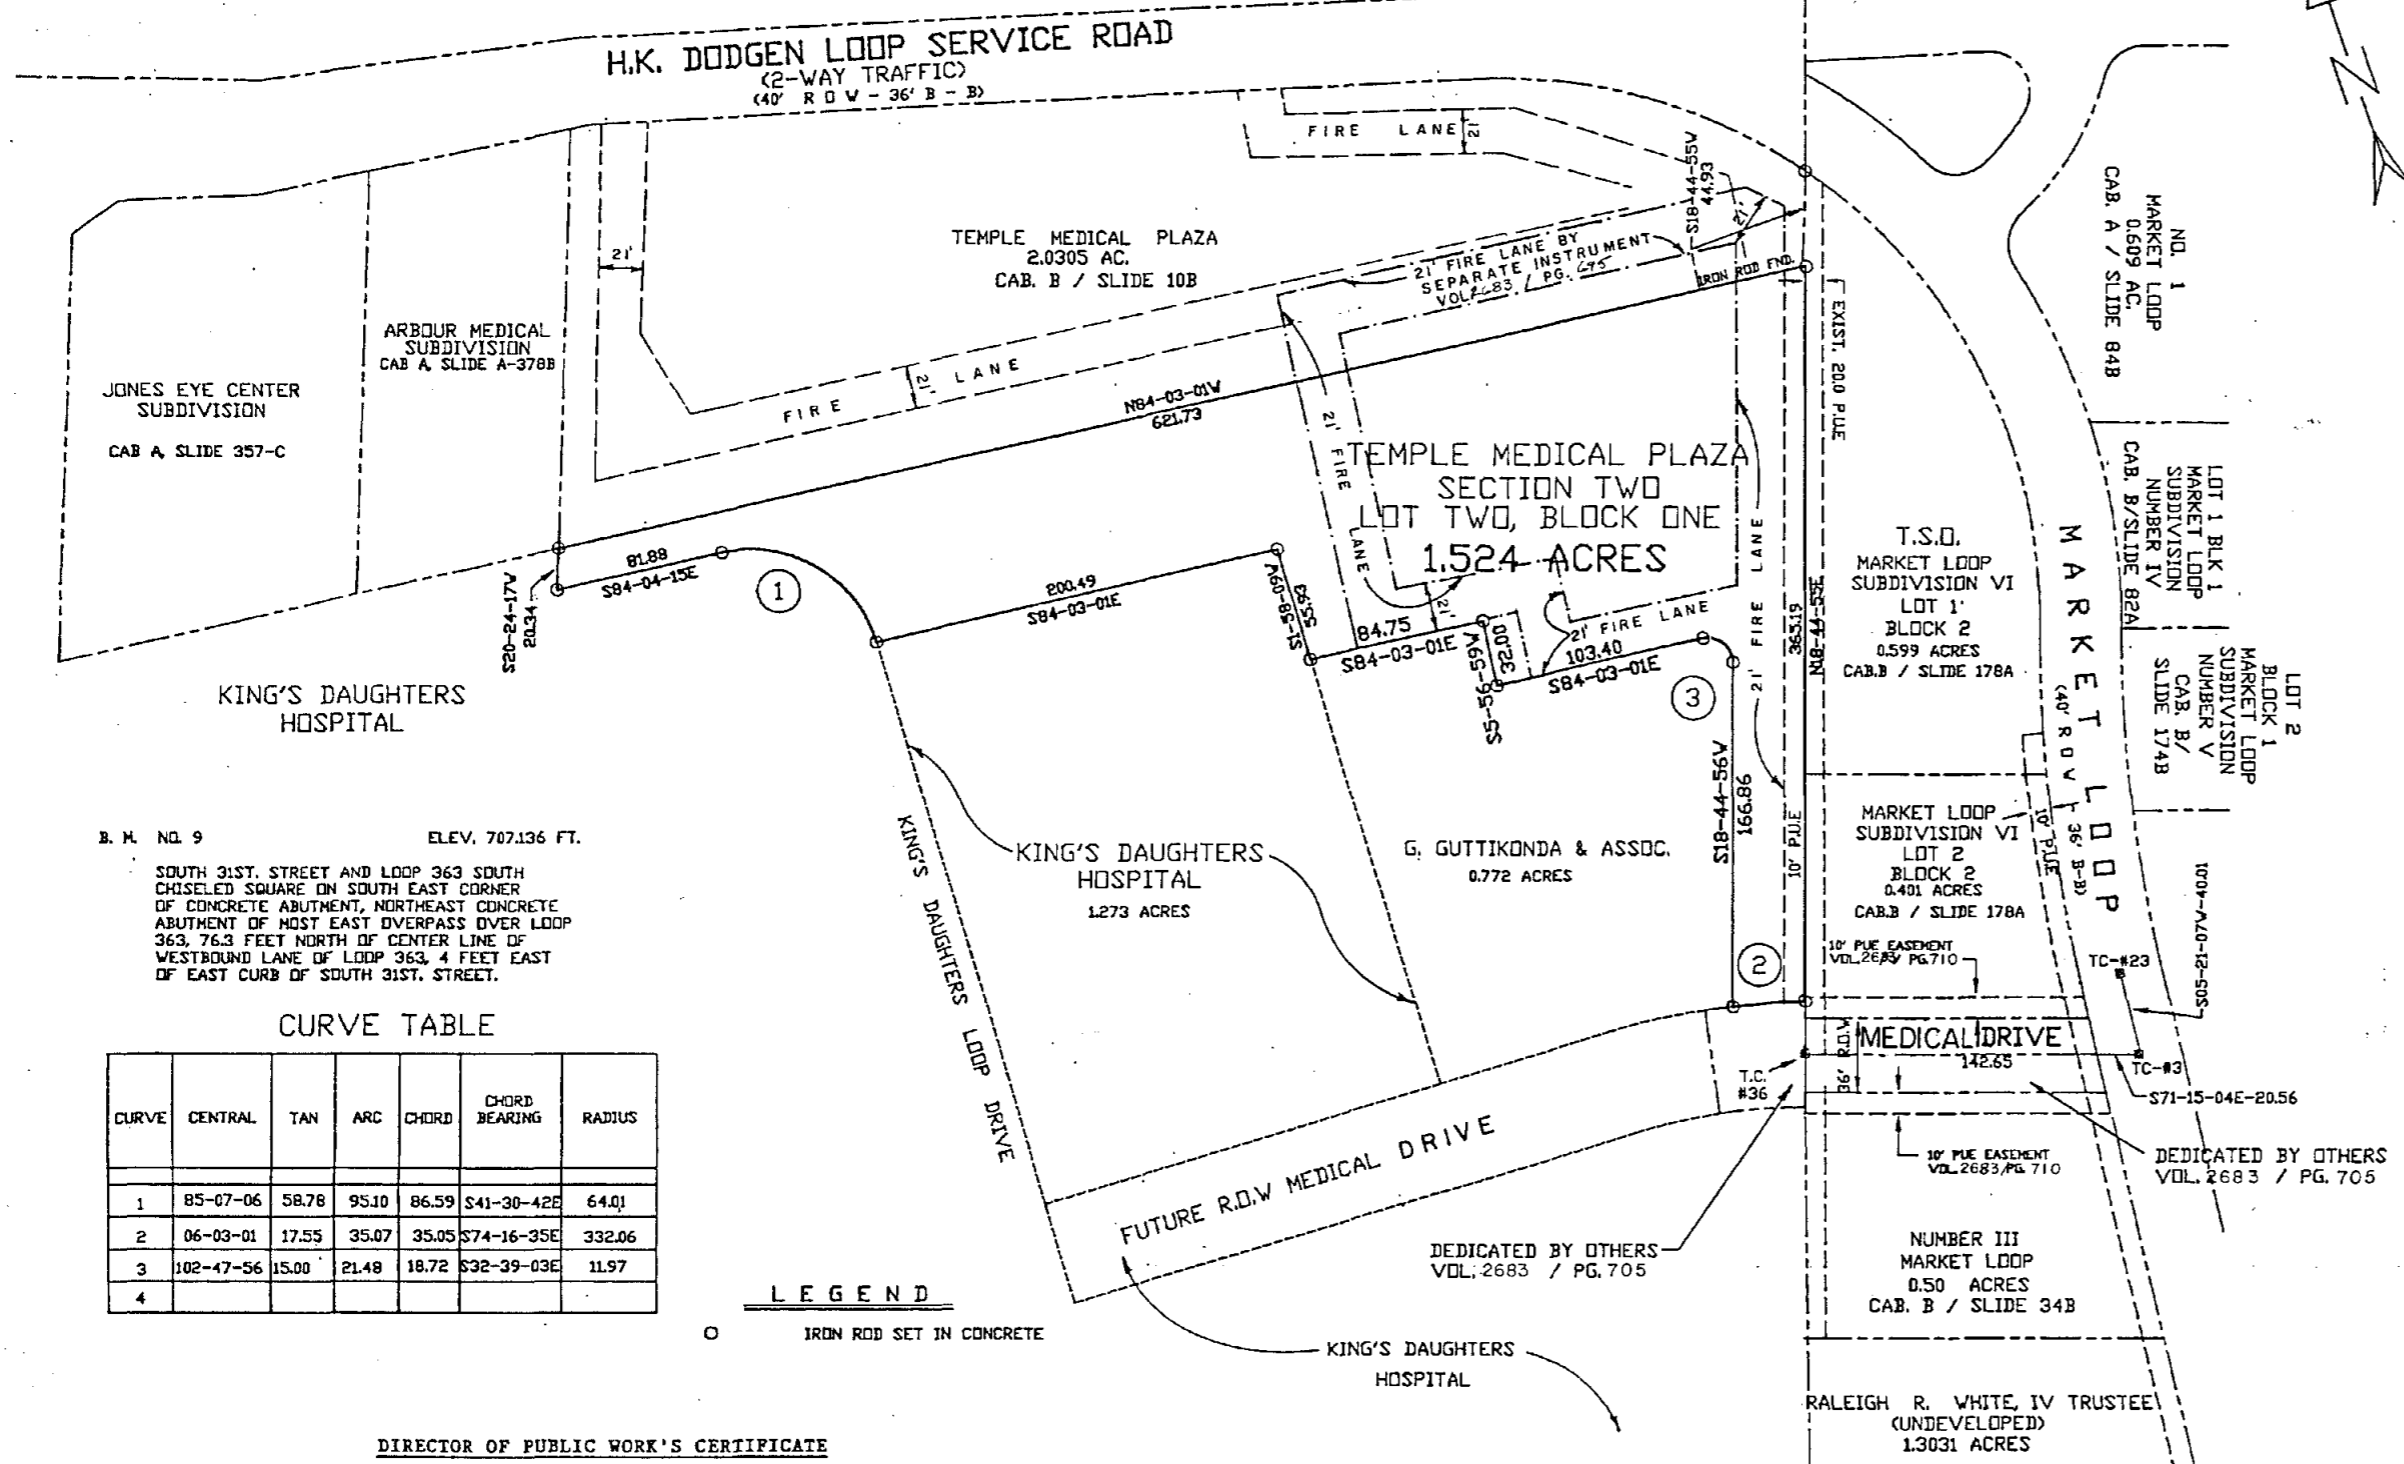 H.K. DODGEN LOOP SERVICE ROAD
(2-WAY TRAFFIC)
(40' R O W - 36' B - B)
FIRE LANE
21'
S18-44-55W
44.93
TEMPLE MEDICAL PLAZA
2.0305 AC.
CAB. B / SLIDE 10B
21'
21' FIRE LANE BY
SEPARATE INSTRUMENT
VOL. 2683 / PG. 695
21'
IRON ROD FND.
EXIST. 20.0 P.U.E
NO. 1
MARKET LOOP
0.609 AC.
CAB. A / SLIDE 84B
ARBOUR MEDICAL
SUBDIVISION
CAB A, SLIDE A-378B
JONES EYE CENTER
SUBDIVISION
CAB A, SLIDE 357-C
FIRE LANE
21'
N84-03-01W
621.73
21' FIRE LANE
TEMPLE MEDICAL PLAZA
SECTION TWO
LOT TWO, BLOCK ONE
1.524 ACRES
21' FIRE LANE
365.19
N18-44-55E
T.S.O.
MARKET LOOP
SUBDIVISION VI
LOT 1
BLOCK 2
0.599 ACRES
CAB.B / SLIDE 178A
LOT 1 BLK 1
MARKET LOOP
SUBDIVISION
NUMBER IV
CAB. B/SLIDE 82A
MARKET LOOP
(40' ROW - 36' B-B)
LOT 2
BLOCK 1
MARKET LOOP
SUBDIVISION
NUMBER V
CAB. B/
SLIDE 174B
81.88
S84-04-15E
S20-24-17W
20.34
1
200.49
S84-03-01E
S1-58-09W
55.93
84.75
S84-03-01E
21'
S5-56-59W
32.00
21' FIRE LANE
103.40
S84-03-01E
3
S18-44-56W
166.86
10' P.U.E
2
KING'S DAUGHTERS
HOSPITAL
KING'S DAUGHTERS LOOP DRIVE
KING'S DAUGHTERS
HOSPITAL
1.273 ACRES
G. GUTTIKONDA & ASSOC.
0.772 ACRES
MARKET LOOP
SUBDIVISION VI
LOT 2
BLOCK 2
0.401 ACRES
CAB.B / SLIDE 178A
10' P.U.E
10' PUE EASEMENT
VOL. 2683/ PG.710
TC-#23
S05-21-07W-40.01
B. M. NO. 9 ELEV. 707.136 FT.
SOUTH 31ST. STREET AND LOOP 363 SOUTH
CHISELED SQUARE ON SOUTH EAST CORNER
OF CONCRETE ABUTMENT, NORTHEAST CONCRETE
ABUTMENT OF MOST EAST OVERPASS OVER LOOP
363, 76.3 FEET NORTH OF CENTER LINE OF
WESTBOUND LANE OF LOOP 363, 4 FEET EAST
OF EAST CURB OF SOUTH 31ST. STREET.
CURVE TABLE
CURVE CENTRAL TAN ARC CHORD CHORD BEARING RADIUS
1 85-07-06 58.78 95.10 86.59 S41-30-42E 64.01
2 06-03-01 17.55 35.07 35.05 S74-16-35E 332.06
3 102-47-56 15.00 21.48 18.72 S32-39-03E 11.97
4
MEDICAL DRIVE
142.65
36' R.O.W
T.C.
#36
TC-#3
S71-15-04E-20.56
10' PUE EASEMENT
VOL. 2683/PG. 710
DEDICATED BY OTHERS
VOL. 2683 / PG. 705
FUTURE R.O.W MEDICAL DRIVE
DEDICATED BY OTHERS
VOL. 2683 / PG. 705
NUMBER III
MARKET LOOP
0.50 ACRES
CAB. B / SLIDE 34B
LEGEND
O IRON ROD SET IN CONCRETE
KING'S DAUGHTERS
HOSPITAL
RALEIGH R. WHITE, IV TRUSTEE
(UNDEVELOPED)
1.3031 ACRES
DIRECTOR OF PUBLIC WORK'S CERTIFICATE